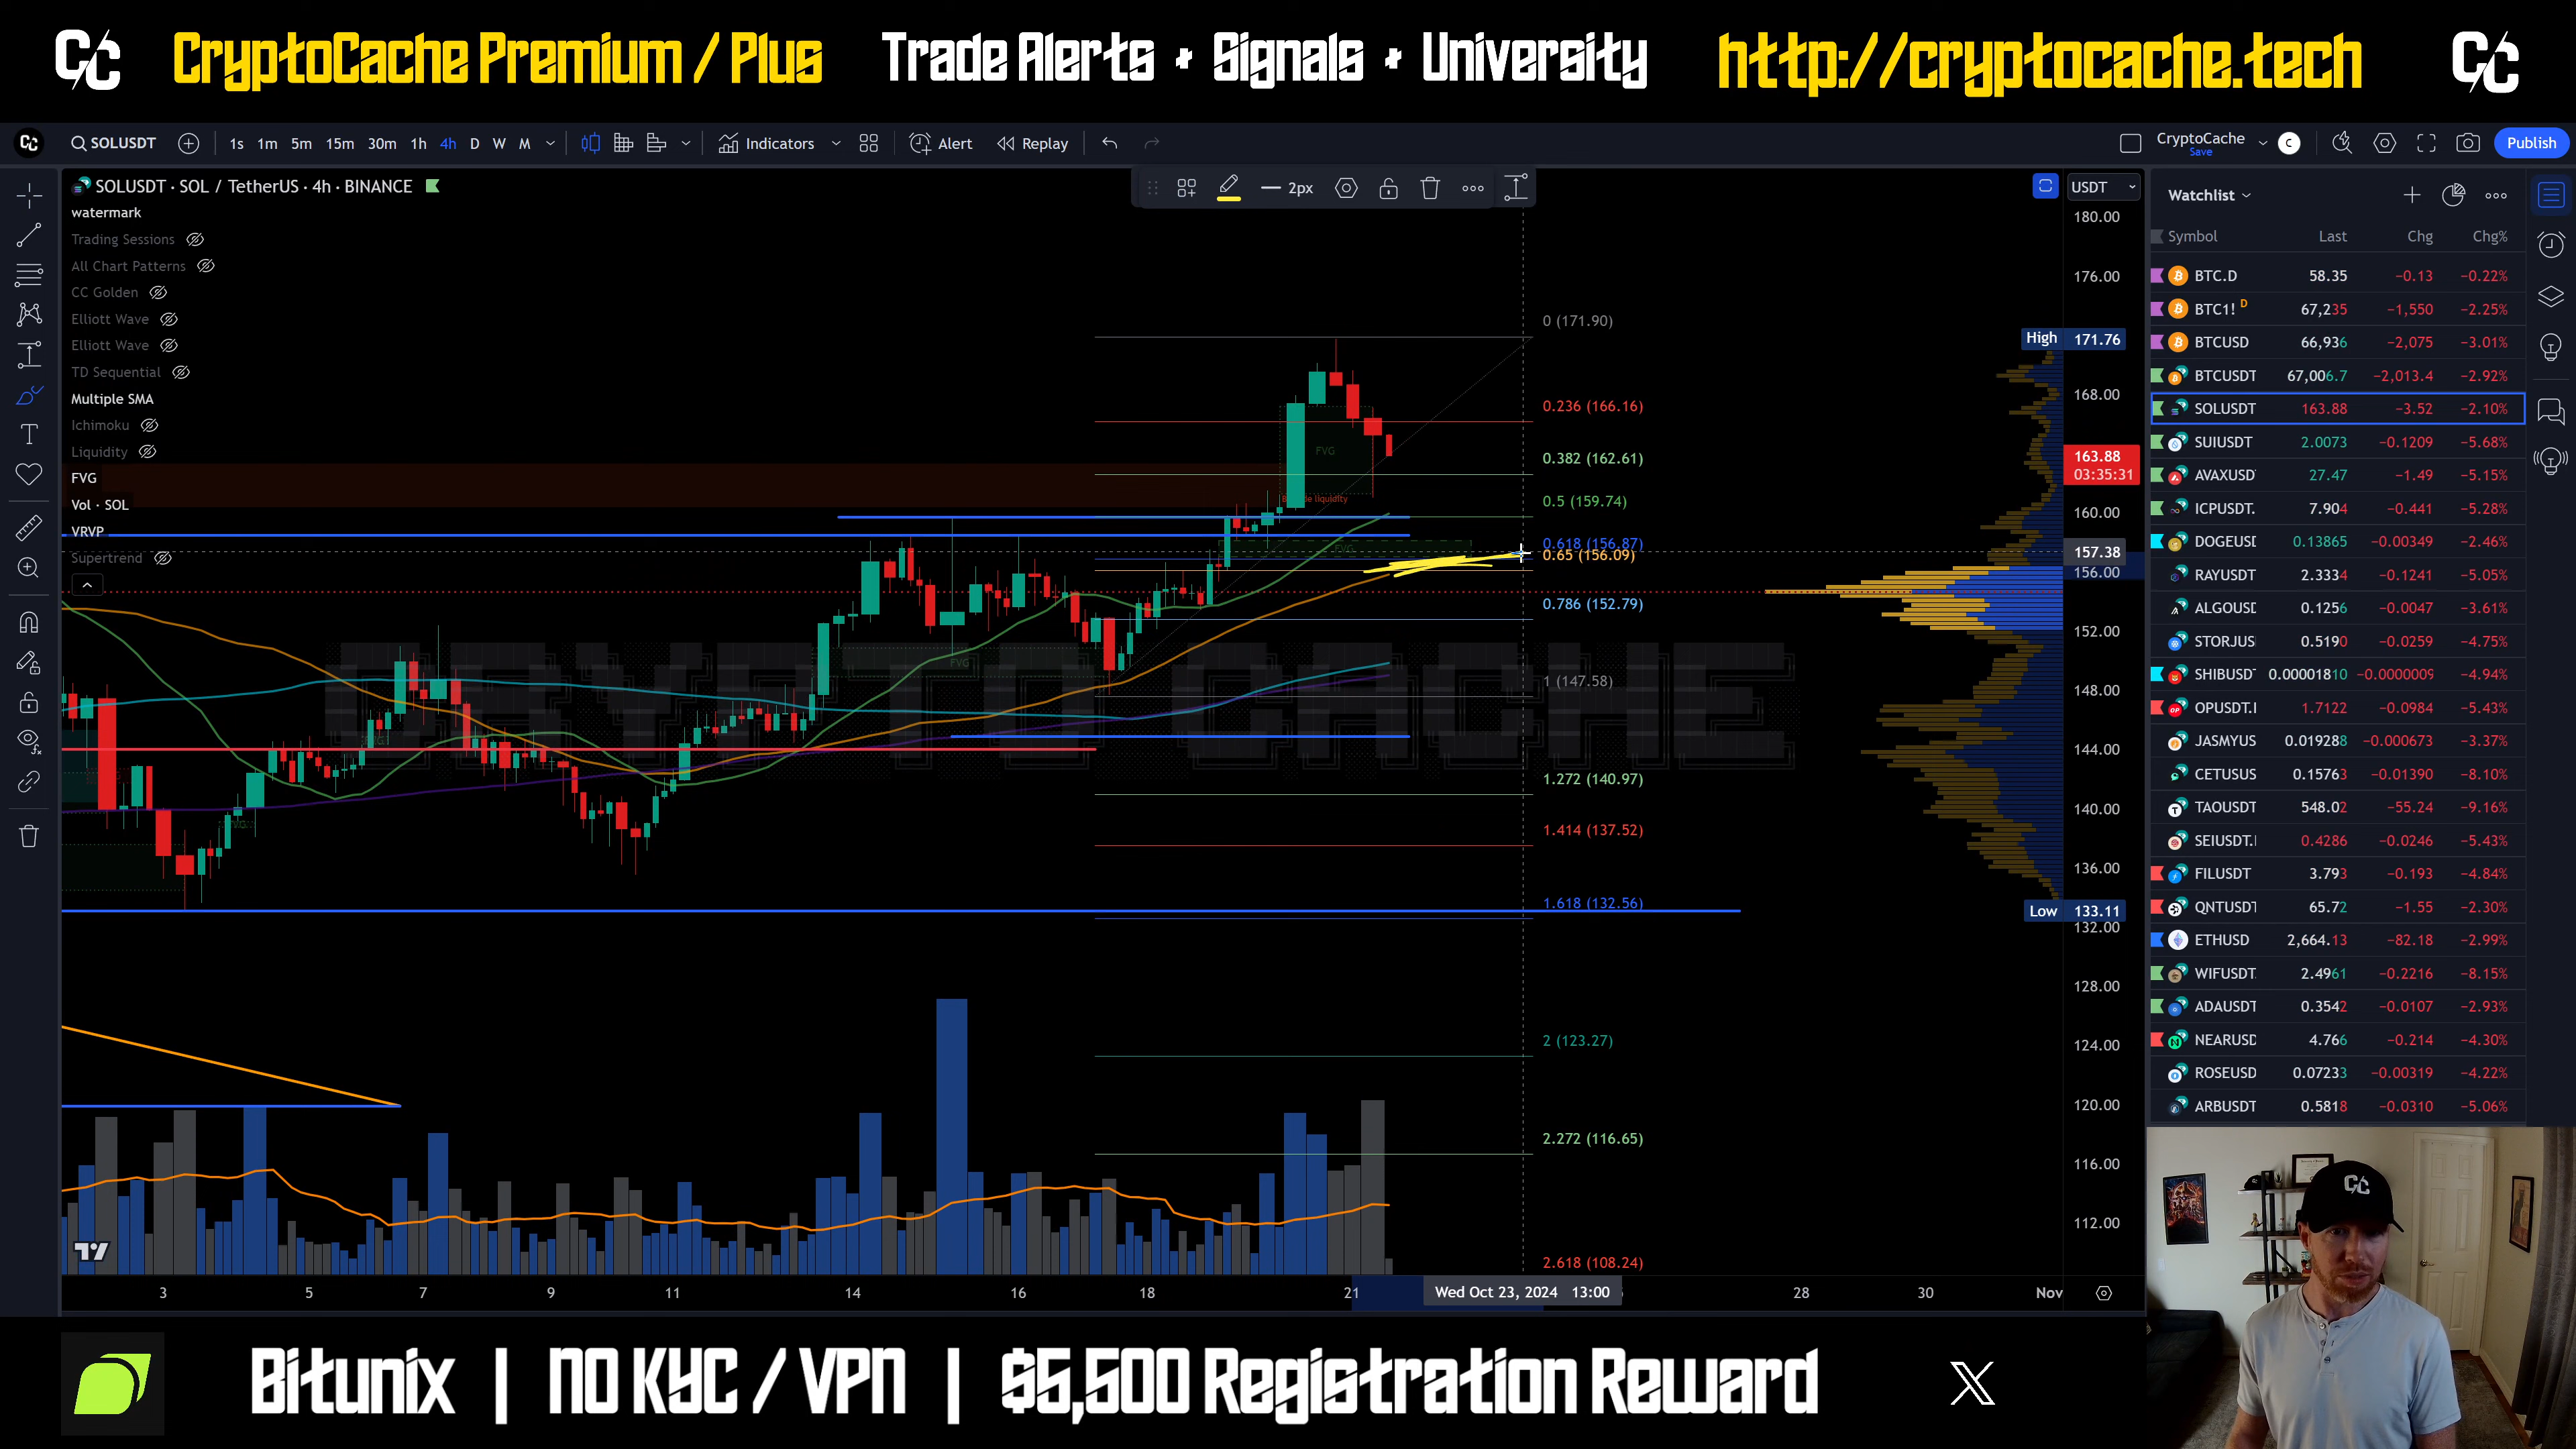 CryptoCache Premium / Plus Trade Alerts + Signals + University http://cryptocache.tech
SOLUSDT 1s 1m 5m 15m 30m 1h 4h D W M Indicators Alert Replay CryptoCache Save C Publish
SOLUSDT · SOL / TetherUS · 4h · BINANCE
2px
USDT
watermark
Trading Sessions
All Chart Patterns
CC Golden
Elliott Wave
Elliott Wave
TD Sequential
Multiple SMA
Ichimoku
Liquidity
FVG
Vol · SOL
VRVP
Supertrend
0 (171.90)
0.236 (166.16)
0.382 (162.61)
0.5 (159.74)
0.618 (156.87)
0.65 (156.09)
0.786 (152.79)
1 (147.58)
1.272 (140.97)
1.414 (137.52)
1.618 (132.56)
2 (123.27)
2.272 (116.65)
2.618 (108.24)
FVG
liquidity
FVG
FVG
CRYPTO CACHE
180.00
176.00
High 171.76
168.00
163.88
03:35:31
160.00
157.38
156.00
152.00
148.00
144.00
140.00
136.00
Low 133.11
132.00
128.00
124.00
120.00
116.00
112.00
3 5 7 9 11 14 16 18 21 Wed Oct 23, 2024 13:00 28 30 Nov
Watchlist
Symbol Last Chg Chg%
BTC.D 58.35 −0.13 −0.22%
BTC1! D 67,235 −1,550 −2.25%
BTCUSD 66,936 −2,075 −3.01%
BTCUSDT 67,006.7 −2,013.4 −2.92%
SOLUSDT 163.88 −3.52 −2.10%
SUIUSDT 2.0073 −0.1209 −5.68%
AVAXUSD 27.47 −1.49 −5.15%
ICPUSDT. 7.904 −0.441 −5.28%
DOGEUSD 0.13865 −0.00349 −2.46%
RAYUSDT 2.3334 −0.1241 −5.05%
ALGOUSD 0.1256 −0.0047 −3.61%
STORJUS 0.5190 −0.0259 −4.75%
SHIBUSDT 0.00001810 −0.0000009 −4.94%
OPUSDT.I 1.7122 −0.0984 −5.43%
JASMYUS 0.019288 −0.000673 −3.37%
CETUSUS 0.15763 −0.01390 −8.10%
TAOUSDT 548.02 −55.24 −9.16%
SEIUSDT.I 0.4286 −0.0246 −5.43%
FILUSDT 3.793 −0.193 −4.84%
QNTUSDT 65.72 −1.55 −2.30%
ETHUSD 2,664.13 −82.18 −2.99%
WIFUSDT. 2.4961 −0.2216 −8.15%
ADAUSDT 0.3542 −0.0107 −2.93%
NEARUSD 4.766 −0.214 −4.30%
ROSEUSD 0.07233 −0.00319 −4.22%
ARBUSDT 0.5818 −0.0310 −5.06%
Bitunix | NO KYC / VPN | $5,500 Registration Reward